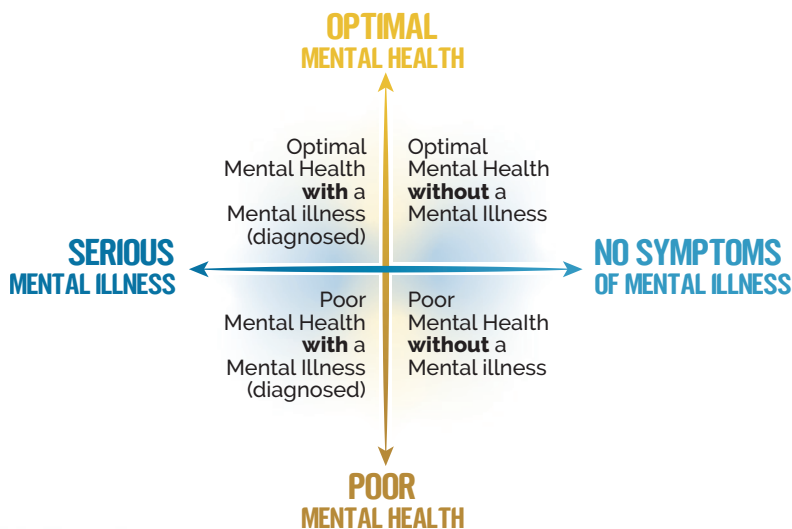 OPTIMAL
MENTAL HEALTH
Optimal
Mental Health
with a
Mental illness
(diagnosed)
Optimal
Mental Health
without a
Mental Illness
SERIOUS
MENTAL ILLNESS
NO SYMPTOMS
OF MENTAL ILLNESS
Poor
Mental Health
with a
Mental Illness
(diagnosed)
Poor
Mental Health
without a
Mental illness
POOR
MENTAL HEALTH